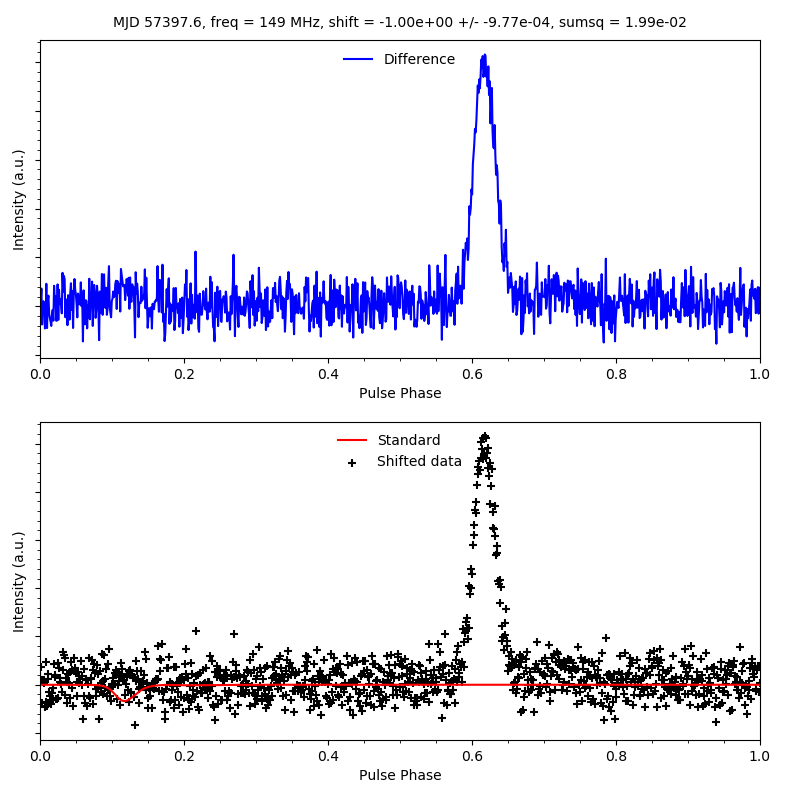 MJD 57397.6, freq = 149 MHz, shift = -1.00e+00 +/- -9.77e-04, sumsq = 1.99e-02
Difference
Intensity (a.u.)
0.0 0.2 0.4 0.6 0.8 1.0
Pulse Phase
Standard
Shifted data
Intensity (a.u.)
0.0 0.2 0.4 0.6 0.8 1.0
Pulse Phase